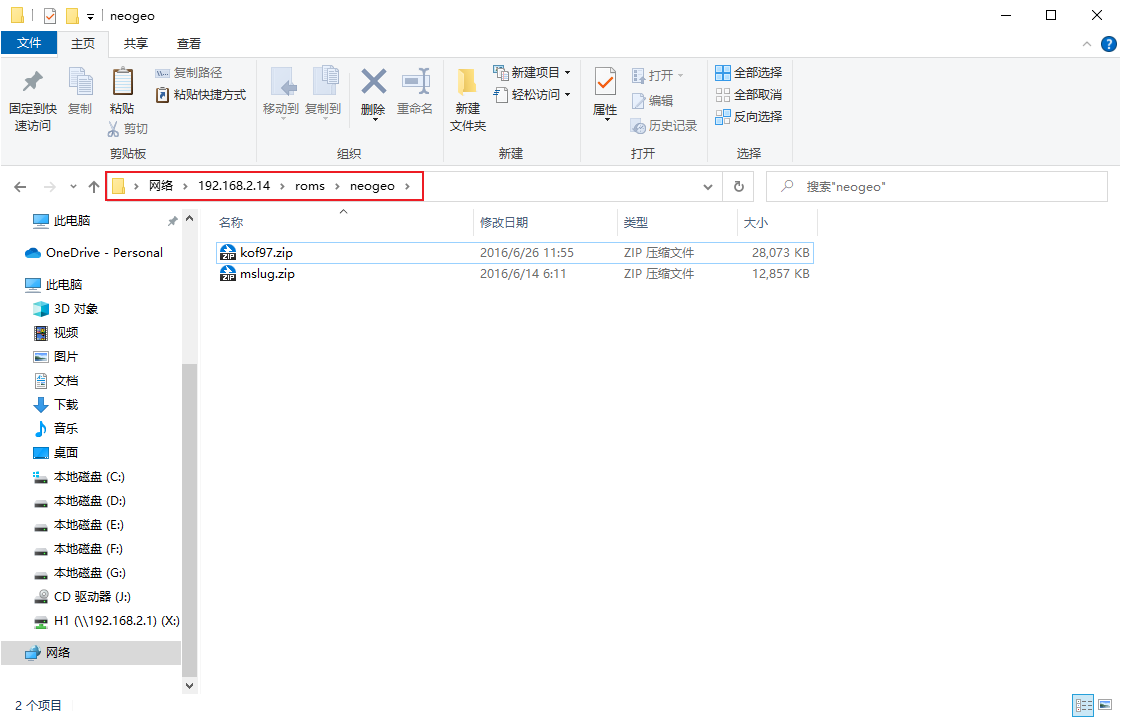 neogeo
文件 主页 共享 查看
固定到快速访问 复制 粘贴 复制路径 粘贴快捷方式 剪切
移动到 复制到 删除 重命名
新建文件夹 新建项目 轻松访问
属性 打开 编辑 历史记录
全部选择 全部取消 反向选择
剪贴板 组织 新建 打开 选择
网络 192.168.2.14 roms neogeo
搜索"neogeo"
此电脑
OneDrive - Personal
此电脑
3D 对象
视频
图片
文档
下载
音乐
桌面
本地磁盘 (C:)
本地磁盘 (D:)
本地磁盘 (E:)
本地磁盘 (F:)
本地磁盘 (G:)
CD 驱动器 (J:)
H1 (\\192.168.2.1) (X:)
网络
名称 修改日期 类型 大小
kof97.zip 2016/6/26 11:55 ZIP 压缩文件 28,073 KB
mslug.zip 2016/6/14 6:11 ZIP 压缩文件 12,857 KB
2 个项目